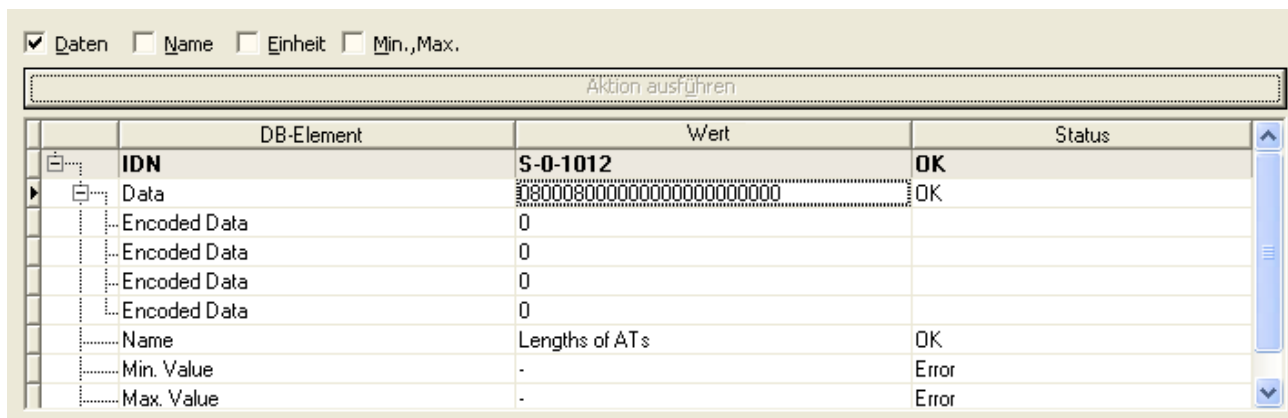 Daten Name Einheit Min.,Max.
Aktion ausführen
DB-Element Wert Status
IDN S-0-1012 OK
Data 080008000000000000000000 OK
Encoded Data 0
Encoded Data 0
Encoded Data 0
Encoded Data 0
Name Lengths of ATs OK
Min. Value - Error
Max. Value - Error